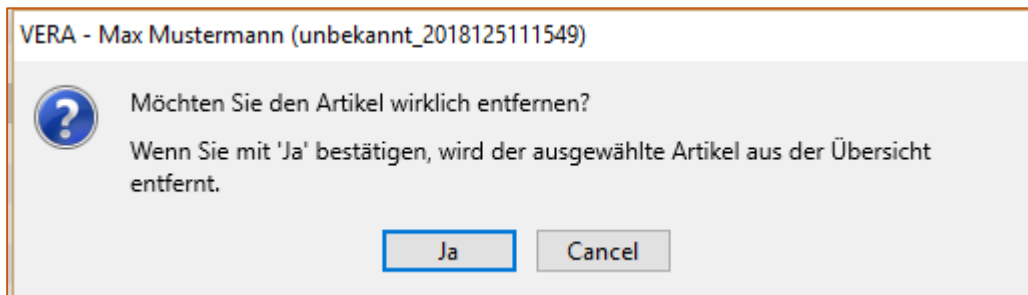 VERA - Max Mustermann (unbekannt_2018125111549)
Möchten Sie den Artikel wirklich entfernen?
Wenn Sie mit 'Ja' bestätigen, wird der ausgewählte Artikel aus der Übersicht
entfernt.
Ja
Cancel